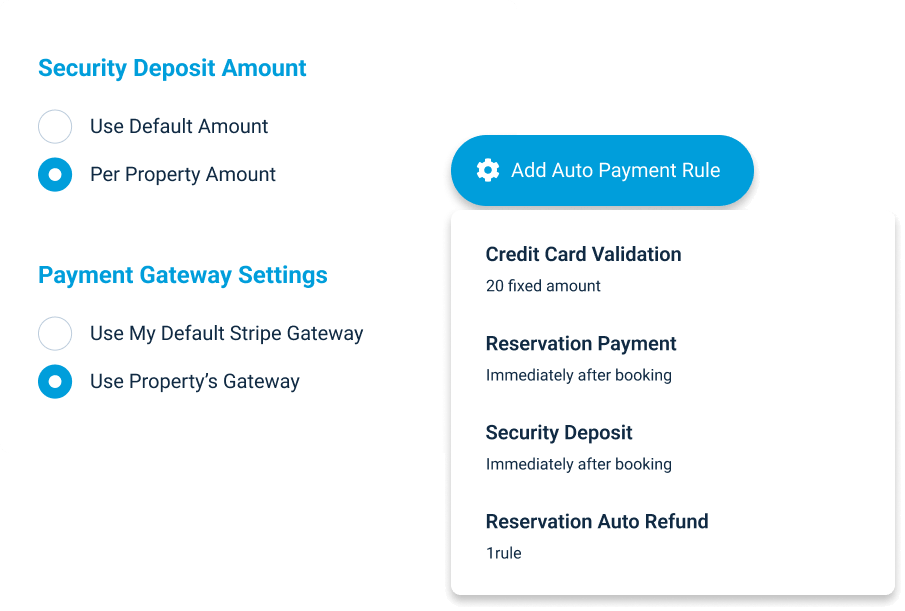 Security Deposit Amount
Use Default Amount
Per Property Amount
Payment Gateway Settings
Use My Default Stripe Gateway
Use Property’s Gateway
Add Auto Payment Rule
Credit Card Validation
20 fixed amount
Reservation Payment
Immediately after booking
Security Deposit
Immediately after booking
Reservation Auto Refund
1rule